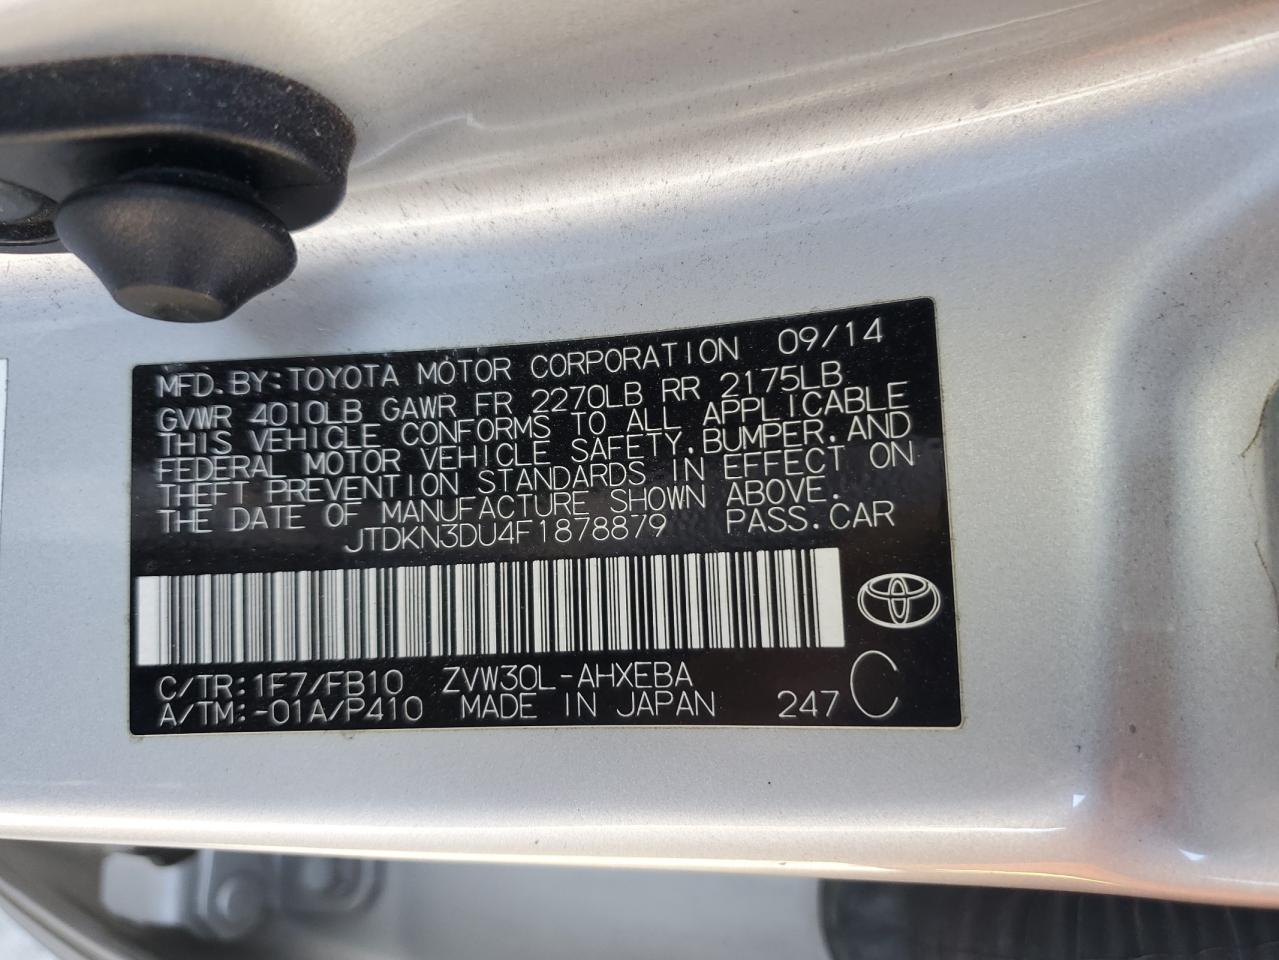 MFD. BY: TOYOTA MOTOR CORPORATION 09/14
GVWR 4010LB GAWR FR 2270LB RR 2175LB
THIS VEHICLE CONFORMS TO ALL APPLICABLE
FEDERAL MOTOR VEHICLE SAFETY, BUMPER, AND
THEFT PREVENTION STANDARDS IN EFFECT ON
THE DATE OF MANUFACTURE SHOWN ABOVE.
JTDKN3DU4F1878879 PASS. CAR
C/TR: 1F7/FB10 ZVW30L-AHXEBA
A/TM: -01A/P410 MADE IN JAPAN 247 C